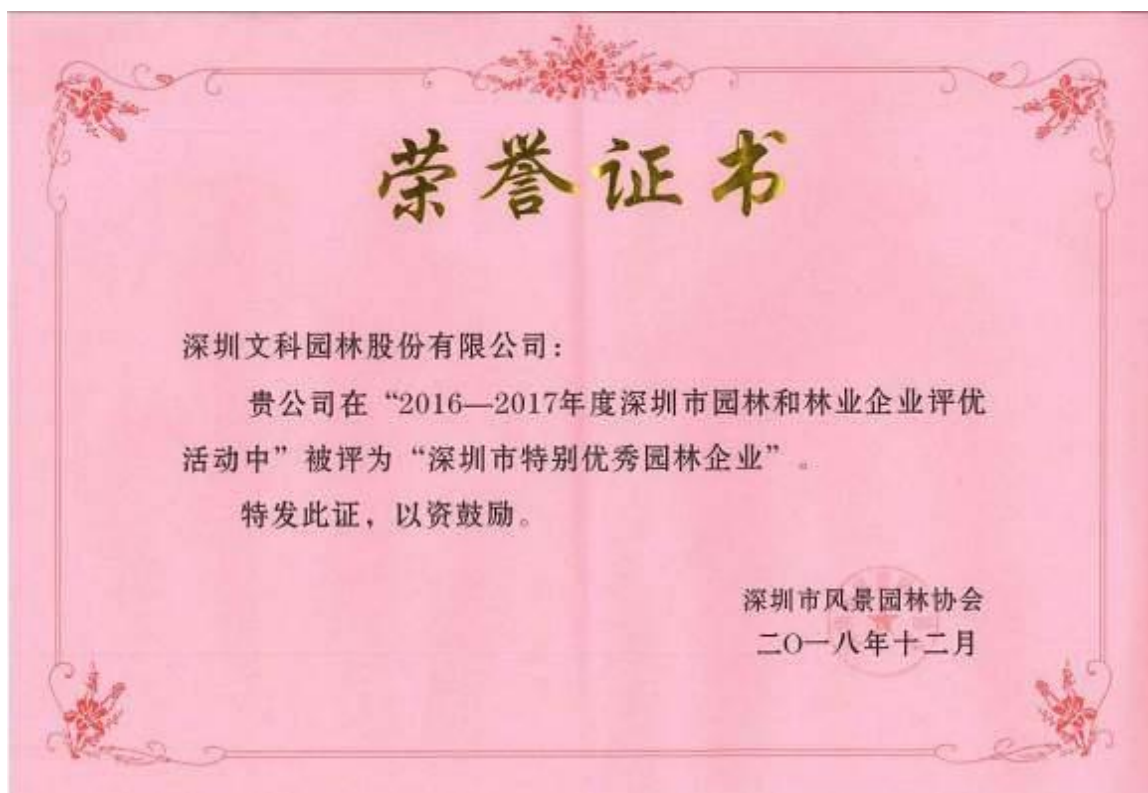 荣誉证书
深圳文科园林股份有限公司：
贵公司在“2016—2017年度深圳市园林和林业企业评优
活动中”被评为“深圳市特别优秀园林企业”。
特发此证，以资鼓励。
深圳市风景园林协会
二〇一八年十二月